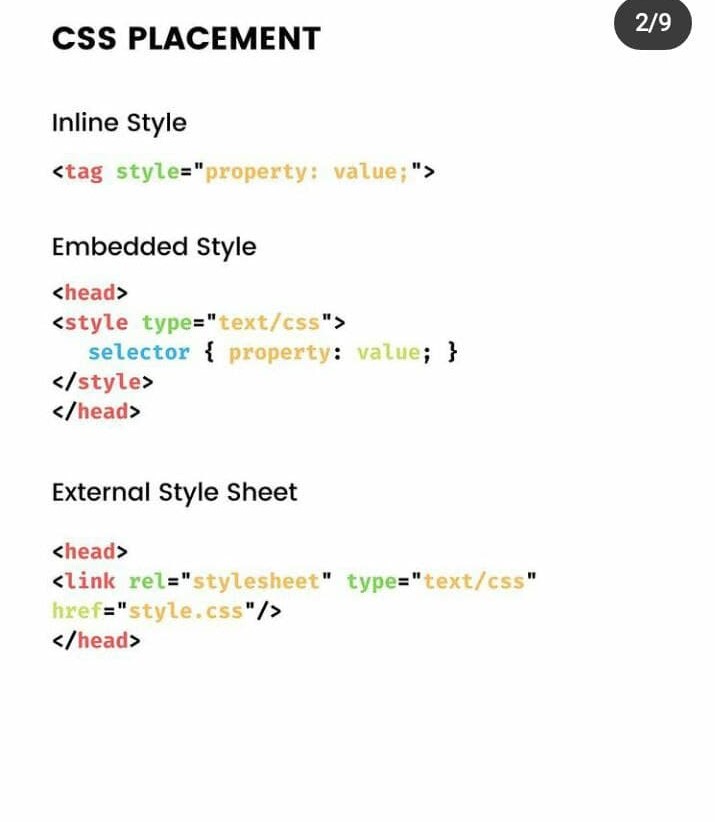 CSS PLACEMENT
2/9
Inline Style
<tag style="property: value;">
Embedded Style
<head>
<style type="text/css">
selector { property: value; }
</style>
</head>
External Style Sheet
<head>
<link rel="stylesheet" type="text/css"
href="style.css"/>
</head>